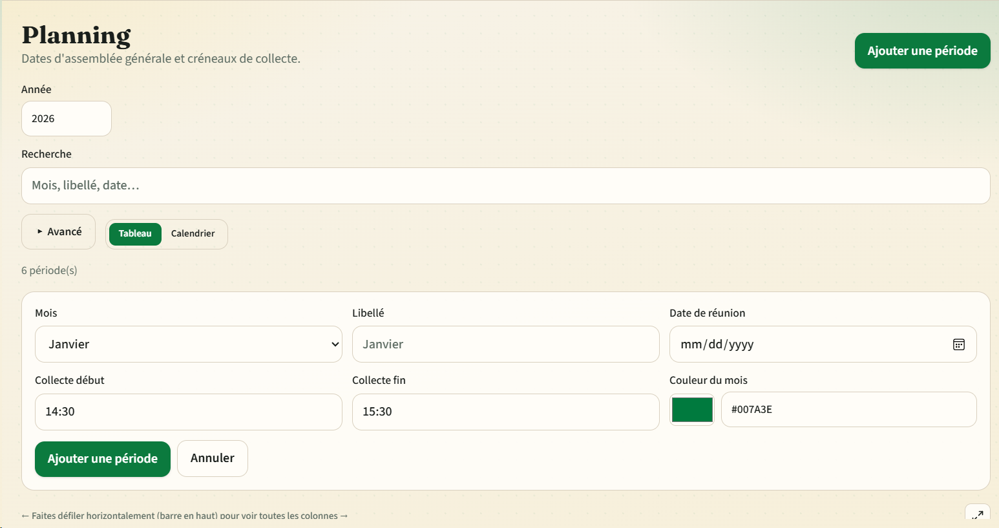 Planning
Dates d'assemblée générale et créneaux de collecte.
Ajouter une période
Année
2026
Recherche
Mois, libellé, date…
▸ Avancé
Tableau
Calendrier
6 période(s)
Mois
Libellé
Date de réunion
Janvier
Janvier
mm/dd/yyyy
Collecte début
Collecte fin
Couleur du mois
14:30
15:30
#007A3E
Ajouter une période
Annuler
← Faites défiler horizontalement (barre en haut) pour voir toutes les colonnes →